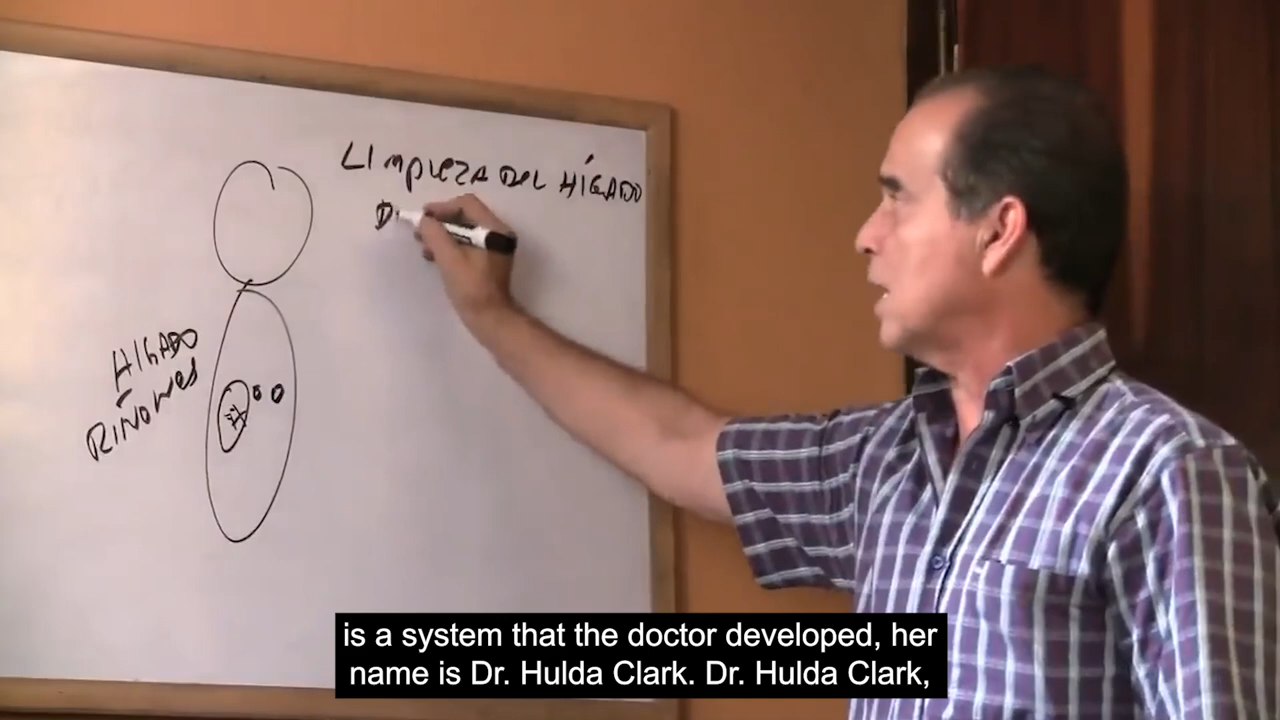 LIMPIEZA DEL HÍGADO
D
HÍGADO
RIÑONES
H
is a system that the doctor developed, her
name is Dr. Hulda Clark. Dr. Hulda Clark,